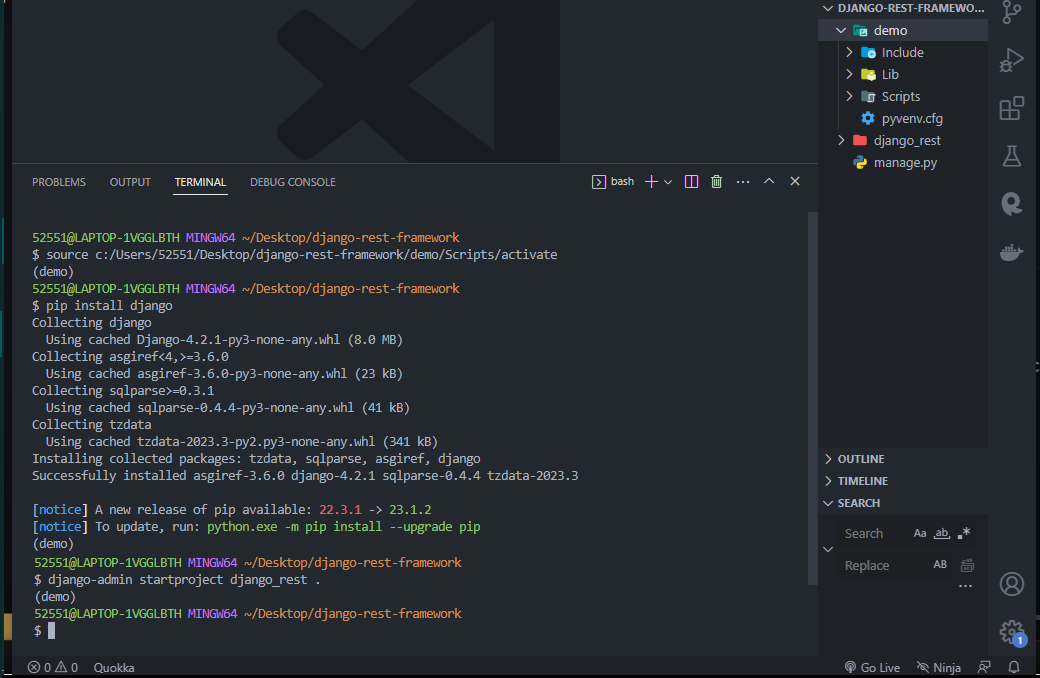 PROBLEMS OUTPUT TERMINAL DEBUG CONSOLE bash
52551@LAPTOP-1VGGLBTH MINGW64 ~/Desktop/django-rest-framework
$ source c:/Users/52551/Desktop/django-rest-framework/demo/Scripts/activate
(demo)
52551@LAPTOP-1VGGLBTH MINGW64 ~/Desktop/django-rest-framework
$ pip install django
Collecting django
  Using cached Django-4.2.1-py3-none-any.whl (8.0 MB)
Collecting asgiref<4,>=3.6.0
  Using cached asgiref-3.6.0-py3-none-any.whl (23 kB)
Collecting sqlparse>=0.3.1
  Using cached sqlparse-0.4.4-py3-none-any.whl (41 kB)
Collecting tzdata
  Using cached tzdata-2023.3-py2.py3-none-any.whl (341 kB)
Installing collected packages: tzdata, sqlparse, asgiref, django
Successfully installed asgiref-3.6.0 django-4.2.1 sqlparse-0.4.4 tzdata-2023.3
[notice] A new release of pip available: 22.3.1 -> 23.1.2
[notice] To update, run: python.exe -m pip install --upgrade pip
(demo)
52551@LAPTOP-1VGGLBTH MINGW64 ~/Desktop/django-rest-framework
$ django-admin startproject django_rest .
(demo)
52551@LAPTOP-1VGGLBTH MINGW64 ~/Desktop/django-rest-framework
$
DJANGO-REST-FRAMEWO...
demo
Include
Lib
Scripts
pyvenv.cfg
django_rest
manage.py
OUTLINE
TIMELINE
SEARCH
Search Aa ab .*
Replace AB
...
1
0 0 Quokka Go Live Ninja